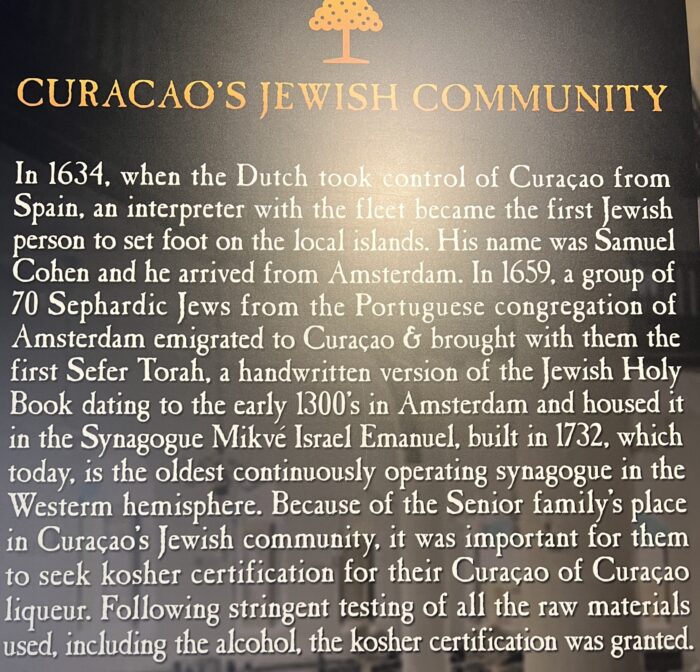 CURACAO'S JEWISH COMMUNITY
In 1634, when the Dutch took control of Curaçao from
Spain, an interpreter with the fleet became the first Jewish
person to set foot on the local islands. His name was Samuel
Cohen and he arrived from Amsterdam. In 1659, a group of
70 Sephardic Jews from the Portuguese congregation of
Amsterdam emigrated to Curaçao & brought with them the
first Sefer Torah, a handwritten version of the Jewish Holy
Book dating to the early 1300's in Amsterdam and housed it
in the Synagogue Mikvé Israel Emanuel, built in 1732, which
today, is the oldest continuously operating synagogue in the
Westerm hemisphere. Because of the Senior family's place
in Curaçao's Jewish community, it was important for them
to seek kosher certification for their Curaçao of Curaçao
liqueur. Following stringent testing of all the raw materials
used, including the alcohol, the kosher certification was granted.